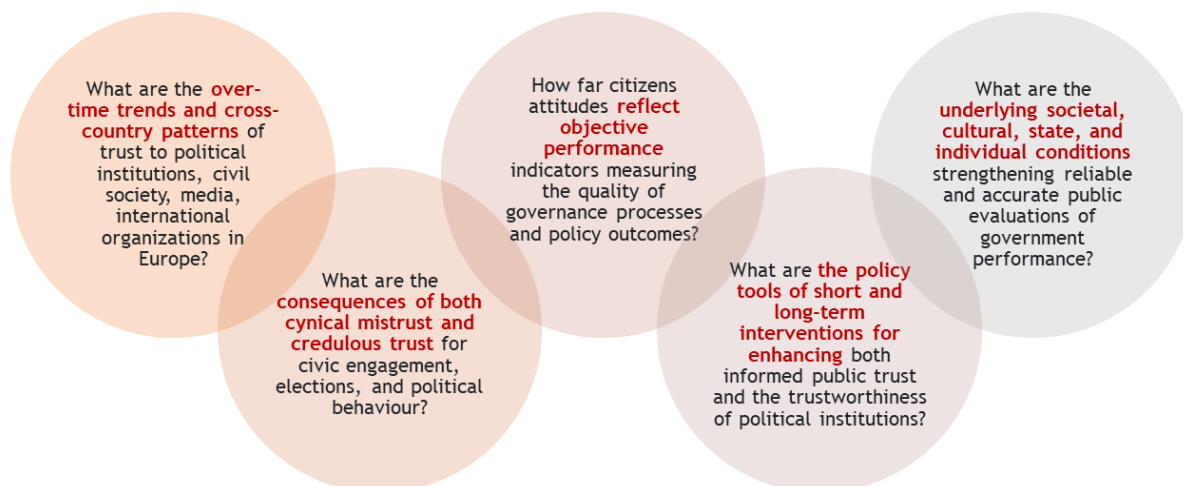 What are the over-
time trends and cross-
country patterns of
trust to political
institutions, civil
society, media,
international
organizations in
Europe?
What are the
consequences of both
cynical mistrust and
credulous trust for
civic engagement,
elections, and political
behaviour?
How far citizens
attitudes reflect
objective
performance
indicators measuring
the quality of
governance processes
and policy outcomes?
What are the policy
tools of short and
long-term
interventions for
enhancing both
informed public trust
and the trustworthiness
of political institutions?
What are the
underlying societal,
cultural, state, and
individual conditions
strengthening reliable
and accurate public
evaluations of
government
performance?